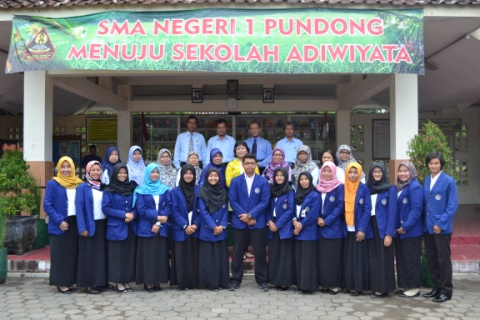 SMA NEGERI 1 PUNDONG
MENUJU SEKOLAH ADIWIYATA